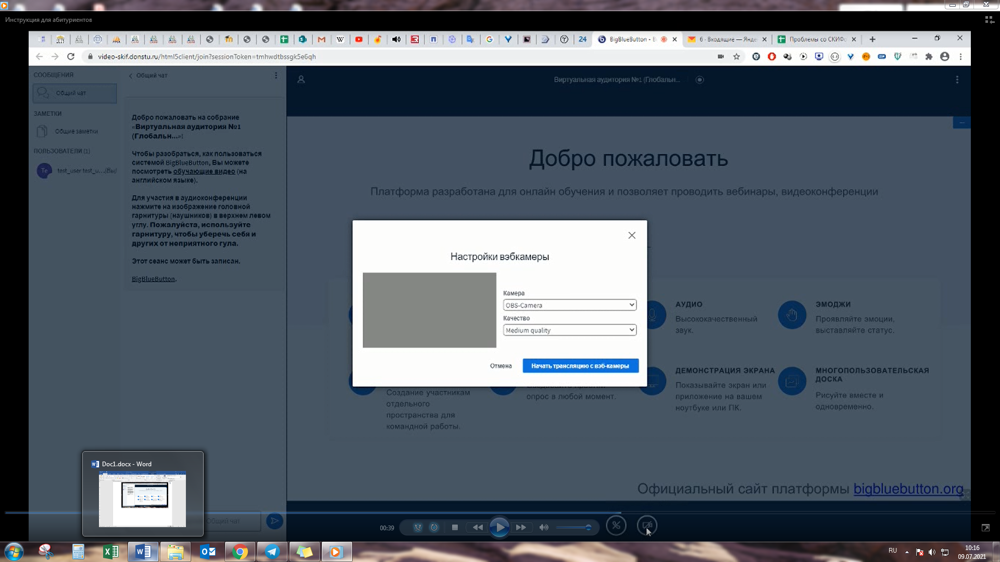 Инструкция для абитуриентов
24
BigBlueButton - B
6 · Входящие — Янде
Проблемы со СКИФ
video-skif.donstu.ru/html5client/join?sessionToken=tmhwdtbssgk5e6qh
СООБЩЕНИЯ
Общий чат
ЗАМЕТКИ
Общие заметки
ПОЛЬЗОВАТЕЛИ (1)
Te
test_user test_u... (Вы)
Общий чат
Добро пожаловать на собрание
«Виртуальная аудитория №1
(Глобальн...»!
Чтобы разобраться, как пользоваться
системой BigBlueButton, Вы можете
посмотреть обучающие видео (на
английском языке).
Для участия в аудиоконференции
нажмите на изображение головной
гарнитуры (наушников) в верхнем левом
углу. Пожалуйста, используйте
гарнитуру, чтобы уберечь себя и
других от неприятного гула.
Этот сеанс может быть записан.
BigBlueButton.
Виртуальная аудитория №1 (Глобальн...
Добро пожаловать
Платформа разработана для онлайн обучения и позволяет проводить вебинары, видеоконференции
Настройки вэбкамеры
Камера
OBS-Camera
Качество
Medium quality
Отмена
Начать трансляцию с вэб-камеры
АУДИО
Высококачественный
звук.
ЭМОДЖИ
Проявляйте эмоции,
выставляйте статус.
ДЕМОНСТРАЦИЯ ЭКРАНА
Показывайте экран или
приложение на вашем
ноутбуке или ПК.
МНОГОПОЛЬЗОВАТЕЛЬСКАЯ
ДОСКА
Рисуйте вместе и
одновременно.
Создание участникам
отдельного
пространства для
командной работы.
опрос в любой момент.
Официальный сайт платформы bigbluebutton.org
Doc1.docx - Word
Общий чат
00:39
RU
10:16
09.07.2021